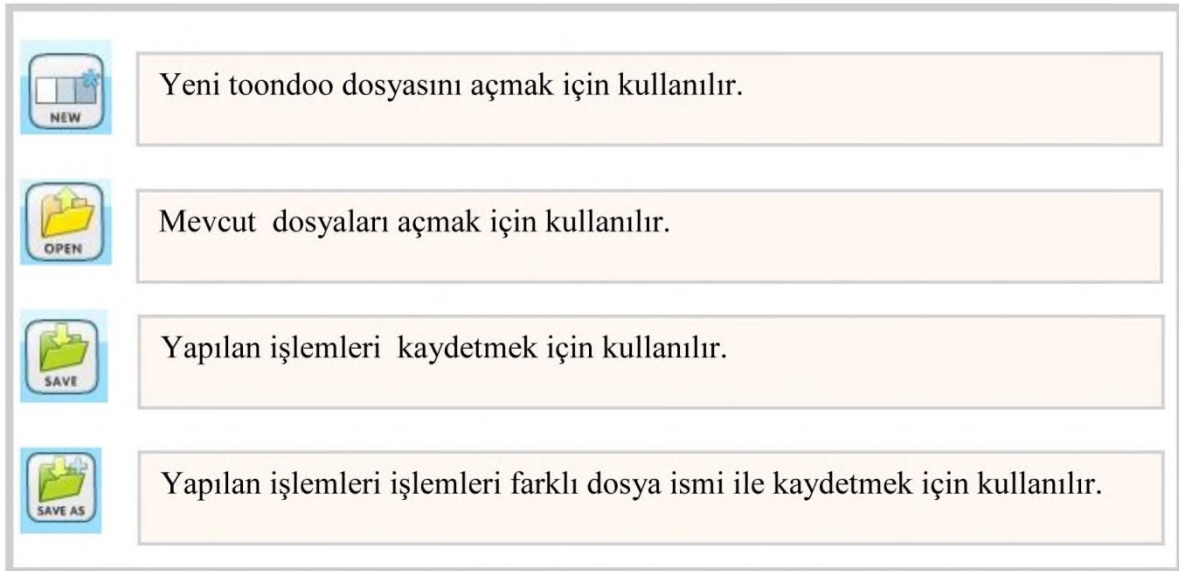 NEW
Yeni toondoo dosyasını açmak için kullanılır.
OPEN
Mevcut dosyaları açmak için kullanılır.
SAVE
Yapılan işlemleri kaydetmek için kullanılır.
SAVE AS
Yapılan işlemleri işlemleri farklı dosya ismi ile kaydetmek için kullanılır.